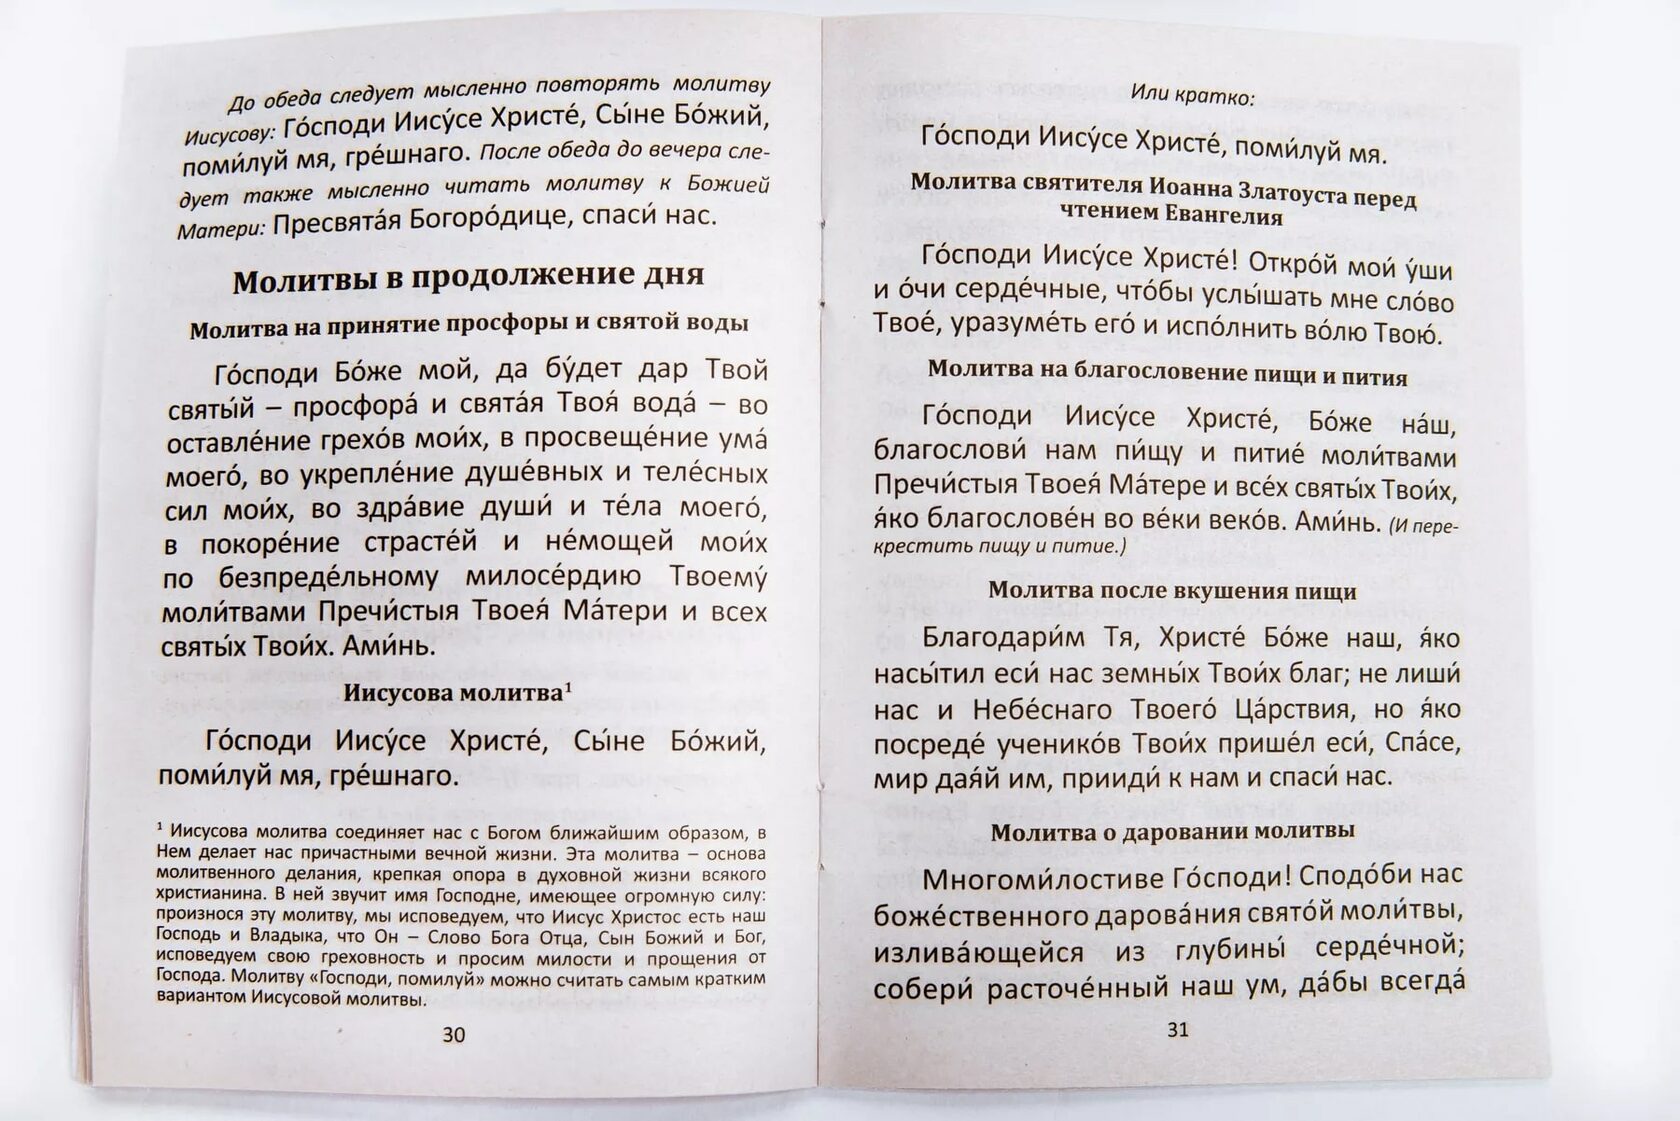 До обеда следует мысленно повторять молитву
Иисусову: Го́споди Иису́се Христе́, Сы́не Бо́жий,
поми́луй мя, гре́шнаго. После обеда до вечера сле-
дует также мысленно читать молитву к Божией
Матери: Пресвята́я Богоро́дице, спаси́ нас.
Молитвы в продолжение дня
Молитва на принятие просфоры и святой воды
Го́споди Бо́же мой, да бу́дет дар Твой
святы́й – просфора́ и свята́я Твоя́ вода́ – во
оставле́ние грехо́в мои́х, в просвеще́ние ума́
моего́, во укрепле́ние душе́вных и теле́сных
сил мои́х, во здра́вие души́ и те́ла моего́,
в покоре́ние страсте́й и не́мощей мои́х
по безпреде́льному милосе́рдию Твоему́
моли́твами Пречи́стыя Твоея́ Ма́тери и всех
святы́х Твои́х. Ами́нь.
Иисусова молитва¹
Го́споди Иису́се Христе́, Сы́не Бо́жий,
поми́луй мя, гре́шнаго.
¹ Иисусова молитва соединяет нас с Богом ближайшим образом, в
Нем делает нас причастными вечной жизни. Эта молитва – основа
молитвенного делания, крепкая опора в духовной жизни всякого
христианина. В ней звучит имя Господне, имеющее огромную силу:
произнося эту молитву, мы исповедуем, что Иисус Христос есть наш
Господь и Владыка, что Он – Слово Бога Отца, Сын Божий и Бог,
исповедуем свою греховность и просим милости и прощения от
Господа. Молитву «Господи, помилуй» можно считать самым кратким
вариантом Иисусовой молитвы.
30
Или кратко:
Го́споди Иису́се Христе́, поми́луй мя.
Молитва святителя Иоанна Златоуста перед
чтением Евангелия
Го́споди Иису́се Христе́! Откро́й мои́ у́ши
и о́чи серде́чные, что́бы услы́шать мне сло́во
Твое́, уразуме́ть его́ и испо́лнить во́лю Твою́.
Молитва на благословение пищи и пития
Го́споди Иису́се Христе́, Бо́же на́ш,
благослови́ нам пи́щу и питие́ моли́твами
Пречи́стыя Твоея́ Ма́тере и все́х святы́х Твои́х,
я́ко благослове́н во ве́ки веко́в. Ами́нь. (И пере-
крестить пищу и питие.)
Молитва после вкушения пищи
Благодари́м Тя, Христе́ Бо́же наш, я́ко
насы́тил еси́ нас земны́х Твои́х благ; не лиши́
нас и Небе́снаго Твоего́ Ца́рствия, но я́ко
посреде́ ученико́в Твои́х прише́л еси́, Спа́се,
мир дая́й им, прииди́ к нам и спаси́ нас.
Молитва о даровании молитвы
Многоми́лостиве Го́споди! Сподо́би нас
боже́ственного дарова́ния свято́й моли́твы,
излива́ющейся из глубины́ серде́чной;
собери́ расточе́нный наш ум, да́бы всегда́
31